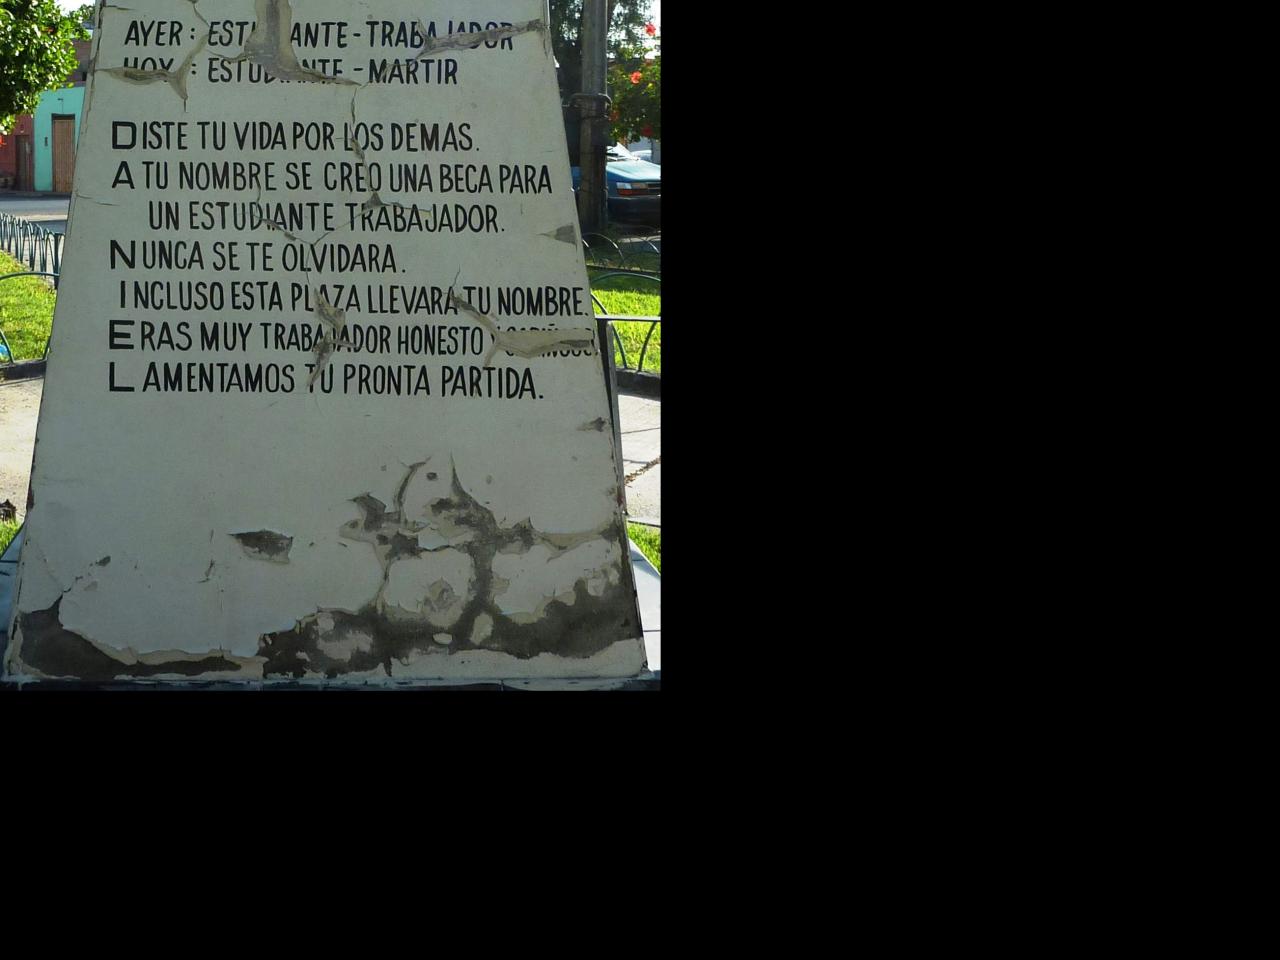 AYER: ESTUDIANTE-TRABAJADOR
HOY: ESTUDIANTE-MARTIR
DISTE TU VIDA POR LOS DEMAS.
A TU NOMBRE SE CREO UNA BECA PARA
UN ESTUDIANTE TRABAJADOR.
NUNCA SE TE OLVIDARA.
INCLUSO ESTA PLAZA LLEVARA TU NOMBRE.
ERAS MUY TRABAJADOR HONESTO Y CARIÑOSO.
LAMENTAMOS TU PRONTA PARTIDA.